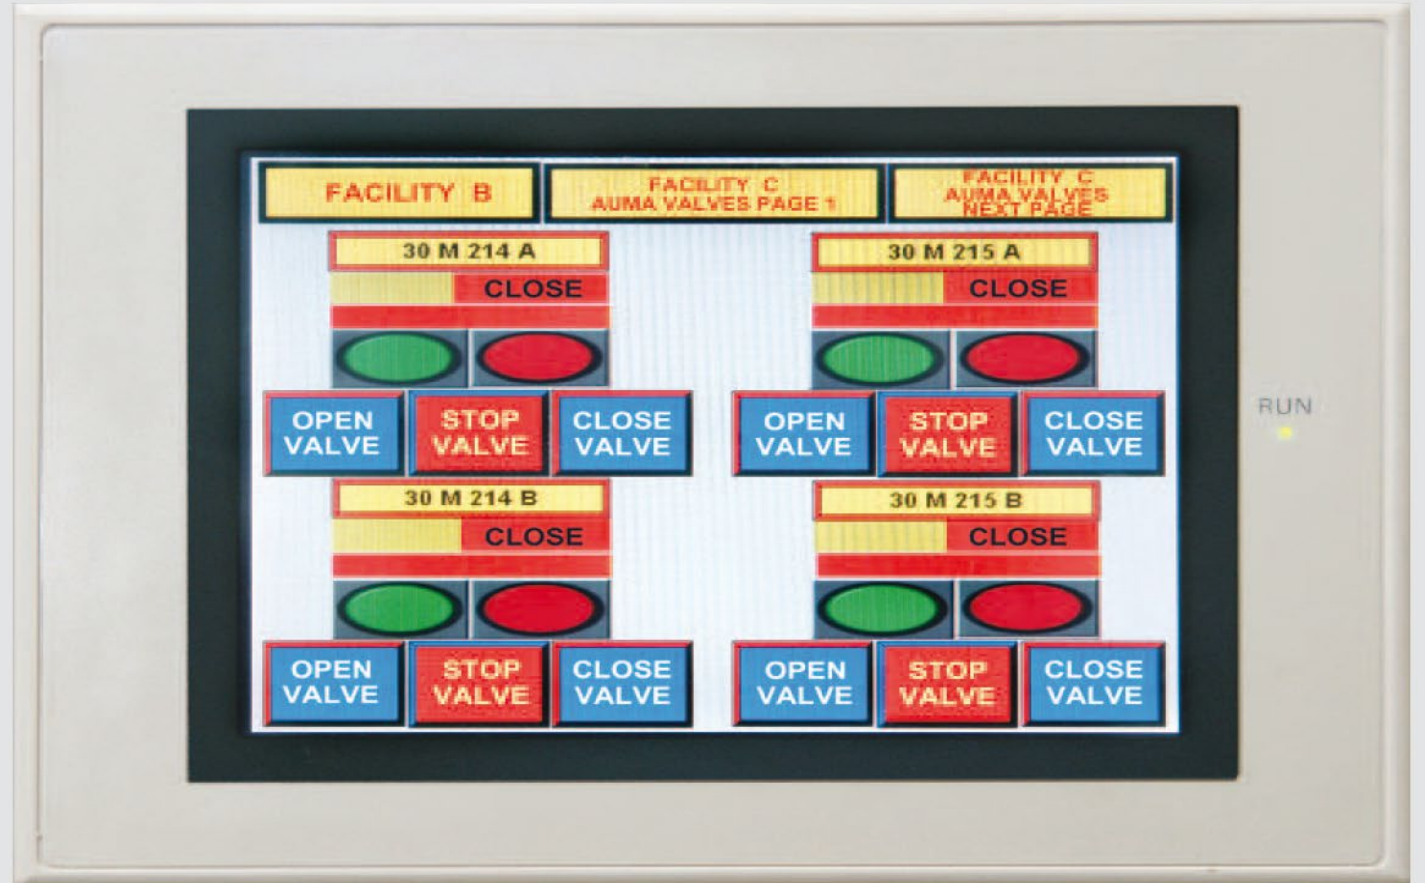 FACILITY B
FACILITY C
AUMA VALVES PAGE 1
FACILITY C
AUMA VALVES
NEXT PAGE
30 M 214 A
CLOSE
OPEN
VALVE
STOP
VALVE
CLOSE
VALVE
30 M 215 A
CLOSE
OPEN
VALVE
STOP
VALVE
CLOSE
VALVE
RUN
30 M 214 B
CLOSE
OPEN
VALVE
STOP
VALVE
CLOSE
VALVE
30 M 215 B
CLOSE
OPEN
VALVE
STOP
VALVE
CLOSE
VALVE